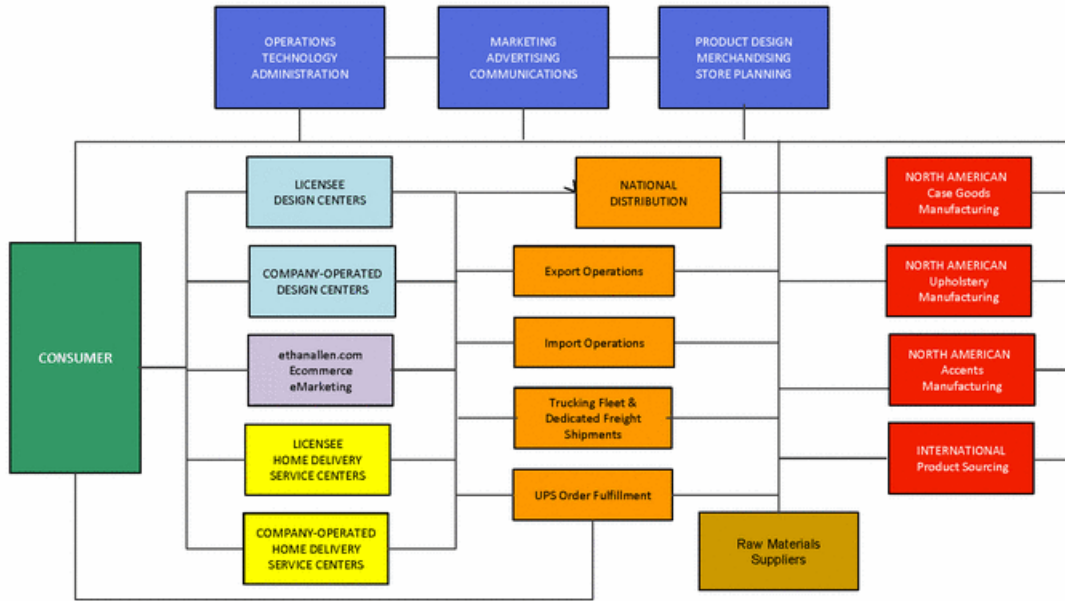 OPERATIONS
TECHNOLOGY
ADMINISTRATION
MARKETING
ADVERTISING
COMMUNICATIONS
PRODUCT DESIGN
MERCHANDISING
STORE PLANNING
CONSUMER
LICENSEE
DESIGN CENTERS
COMPANY-OPERATED
DESIGN CENTERS
ethanallen.com
Ecommerce
eMarketing
LICENSEE
HOME DELIVERY
SERVICE CENTERS
COMPANY-OPERATED
HOME DELIVERY
SERVICE CENTERS
NATIONAL
DISTRIBUTION
Export Operations
Import Operations
Trucking Fleet &
Dedicated Freight
Shipments
UPS Order Fulfillment
NORTH AMERICAN
Case Goods
Manufacturing
NORTH AMERICAN
Upholstery
Manufacturing
NORTH AMERICAN
Accents
Manufacturing
INTERNATIONAL
Product Sourcing
Raw Materials
Suppliers